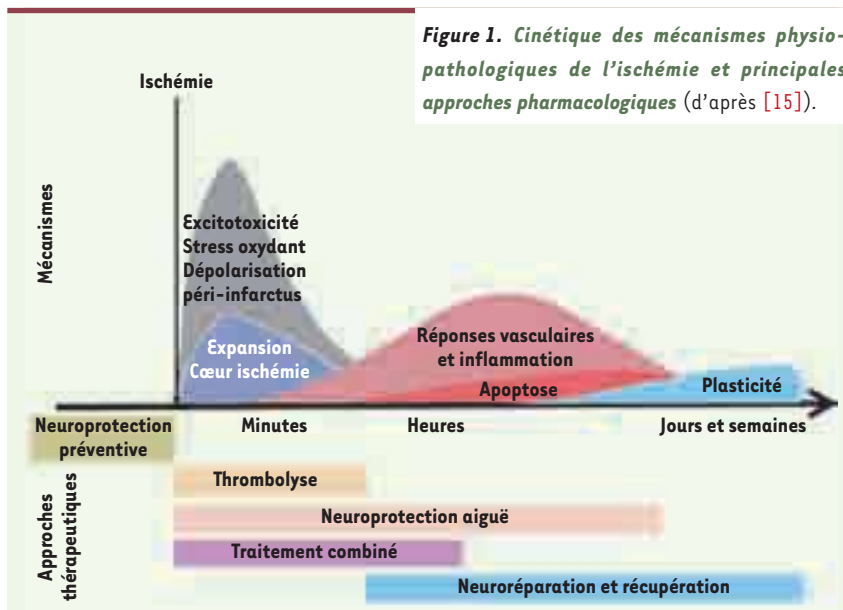 Figure 1. Cinétique des mécanismes physio-
pathologiques de l'ischémie et principales
approches pharmacologiques (d'après [15]).
Ischémie
Mécanismes
Excitotoxicité
Stress oxydant
Dépolarisation
péri-infarctus
Expansion
Cœur ischémie
Réponses vasculaires
et inflammation
Apoptose
Plasticité
Neuroprotection
préventive
Minutes
Heures
Jours et semaines
Approches
thérapeutiques
Thrombolyse
Neuroprotection aiguë
Traitement combiné
Neuroréparation et récupération